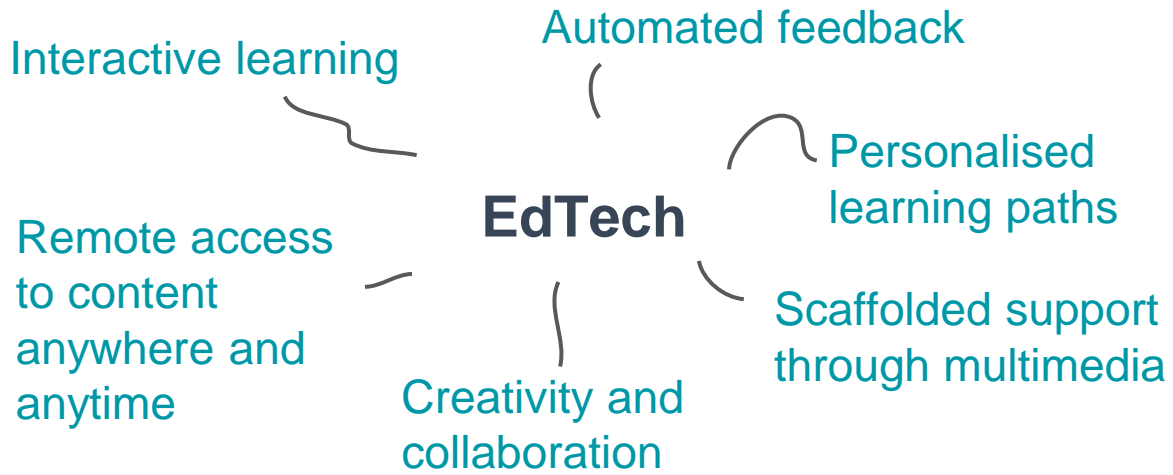 Automated feedback
Interactive learning
Personalised
learning paths
EdTech
Remote access
to content
anywhere and
anytime
Scaffolded support
through multimedia
Creativity and
collaboration